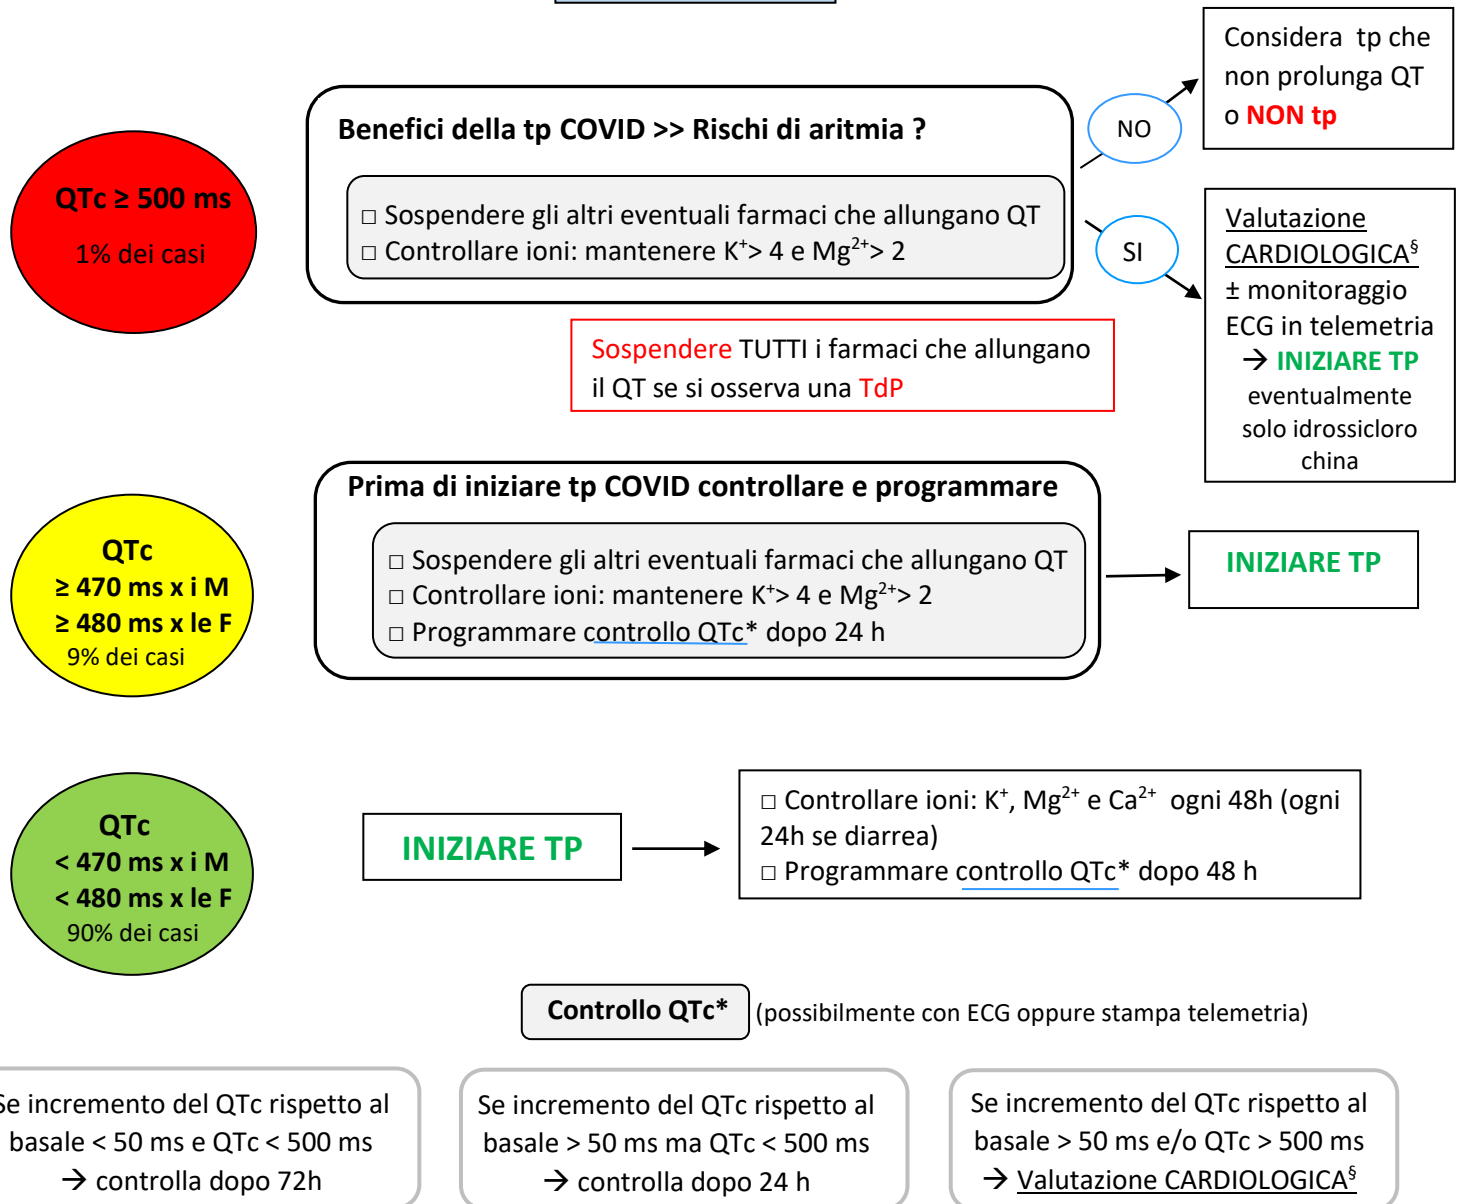 Considera tp che
non prolunga QT
o NON tp
Benefici della tp COVID >> Rischi di aritmia ?
NO
QTc ≥ 500 ms
1% dei casi
□ Sospendere gli altri eventuali farmaci che allungano QT
□ Controllare ioni: mantenere K⁺> 4 e Mg²⁺> 2
SI
Valutazione
CARDIOLOGICA§
± monitoraggio
ECG in telemetria
→ INIZIARE TP
eventualmente
solo idrossicloro
china
Sospendere TUTTI i farmaci che allungano
il QT se si osserva una TdP
Prima di iniziare tp COVID controllare e programmare
QTc
≥ 470 ms x i M
≥ 480 ms x le F
9% dei casi
□ Sospendere gli altri eventuali farmaci che allungano QT
□ Controllare ioni: mantenere K⁺> 4 e Mg²⁺> 2
□ Programmare controllo QTc* dopo 24 h
INIZIARE TP
QTc
< 470 ms x i M
< 480 ms x le F
90% dei casi
INIZIARE TP
□ Controllare ioni: K⁺, Mg²⁺ e Ca²⁺ ogni 48h (ogni
24h se diarrea)
□ Programmare controllo QTc* dopo 48 h
Controllo QTc* (possibilmente con ECG oppure stampa telemetria)
Se incremento del QTc rispetto al
basale < 50 ms e QTc < 500 ms
→ controlla dopo 72h
Se incremento del QTc rispetto al
basale > 50 ms ma QTc < 500 ms
→ controlla dopo 24 h
Se incremento del QTc rispetto al
basale > 50 ms e/o QTc > 500 ms
→ Valutazione CARDIOLOGICA§